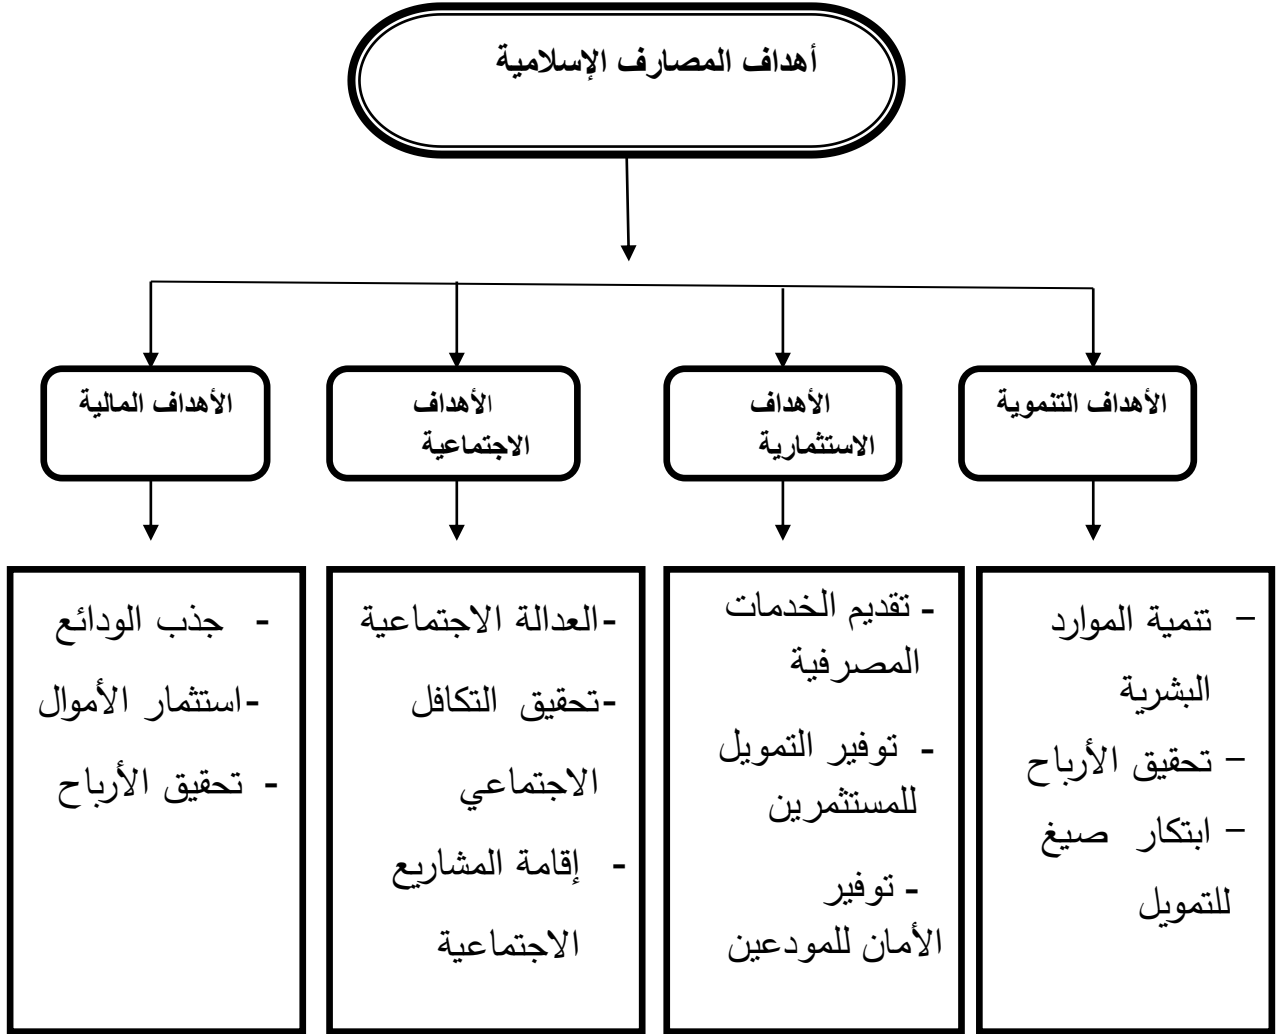 أهداف المصارف الإسلامية
الأهداف التنموية
الأهداف
الاستثمارية
الأهداف
الاجتماعية
الأهداف المالية
– تنمية الموارد
البشرية
– تحقيق الأرباح
– ابتكار صيغ
للتمويل
- تقديم الخدمات
المصرفية
- توفير التمويل
للمستثمرين
- توفير
الأمان للمودعين
-العدالة الاجتماعية
-تحقيق التكافل
الاجتماعي
- إقامة المشاريع
الاجتماعية
- جذب الودائع
-استثمار الأموال
- تحقيق الأرباح